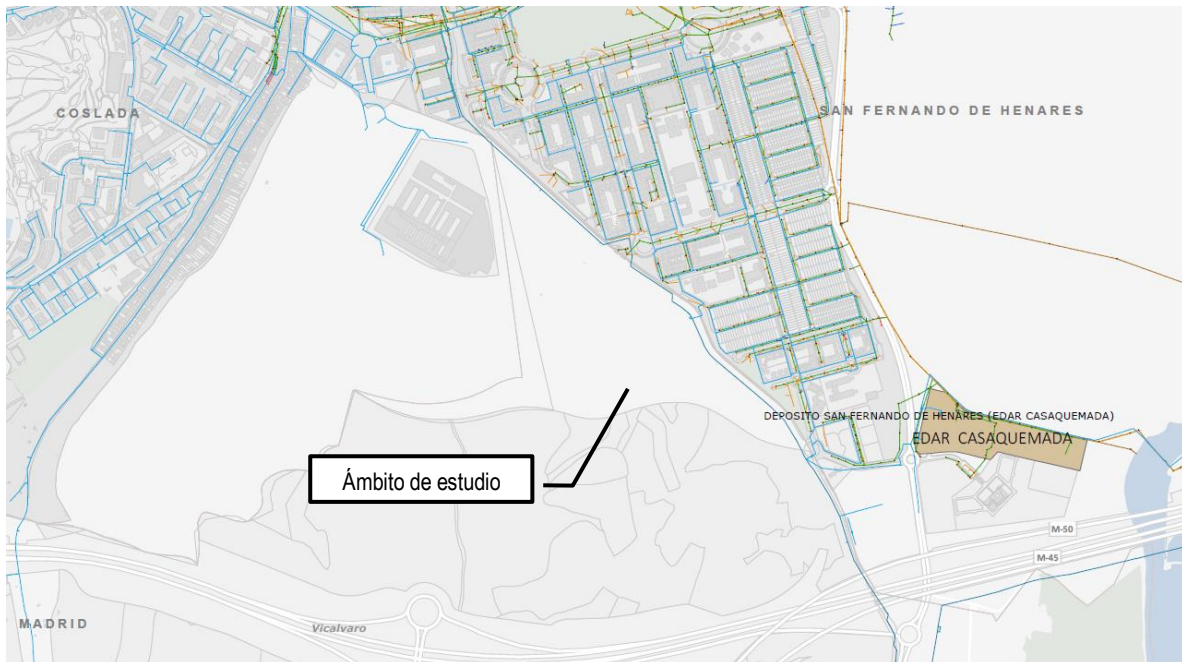 COSLADA
SAN FERNANDO DE HENARES
DEPOSITO SAN FERNANDO DE HENARES (EDAR CASAQUEMADA)
EDAR CASAQUEMADA
Ámbito de estudio
M-50
M-45
MADRID
Vicalvaro